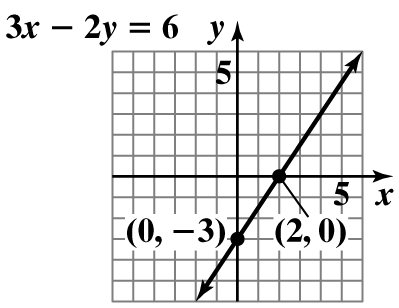 3x − 2y = 6 y
5
5 x
(0, −3) (2, 0)